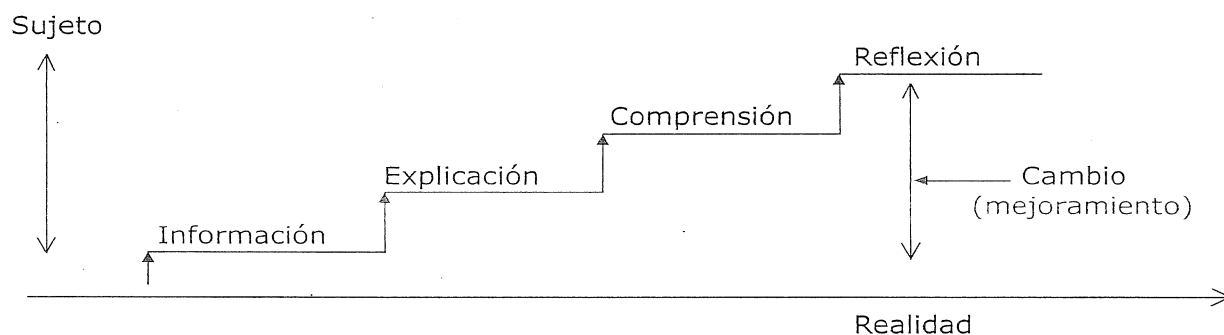 Sujeto
Reflexión
Comprensión
Explicación
Cambio
(mejoramiento)
Información
Realidad